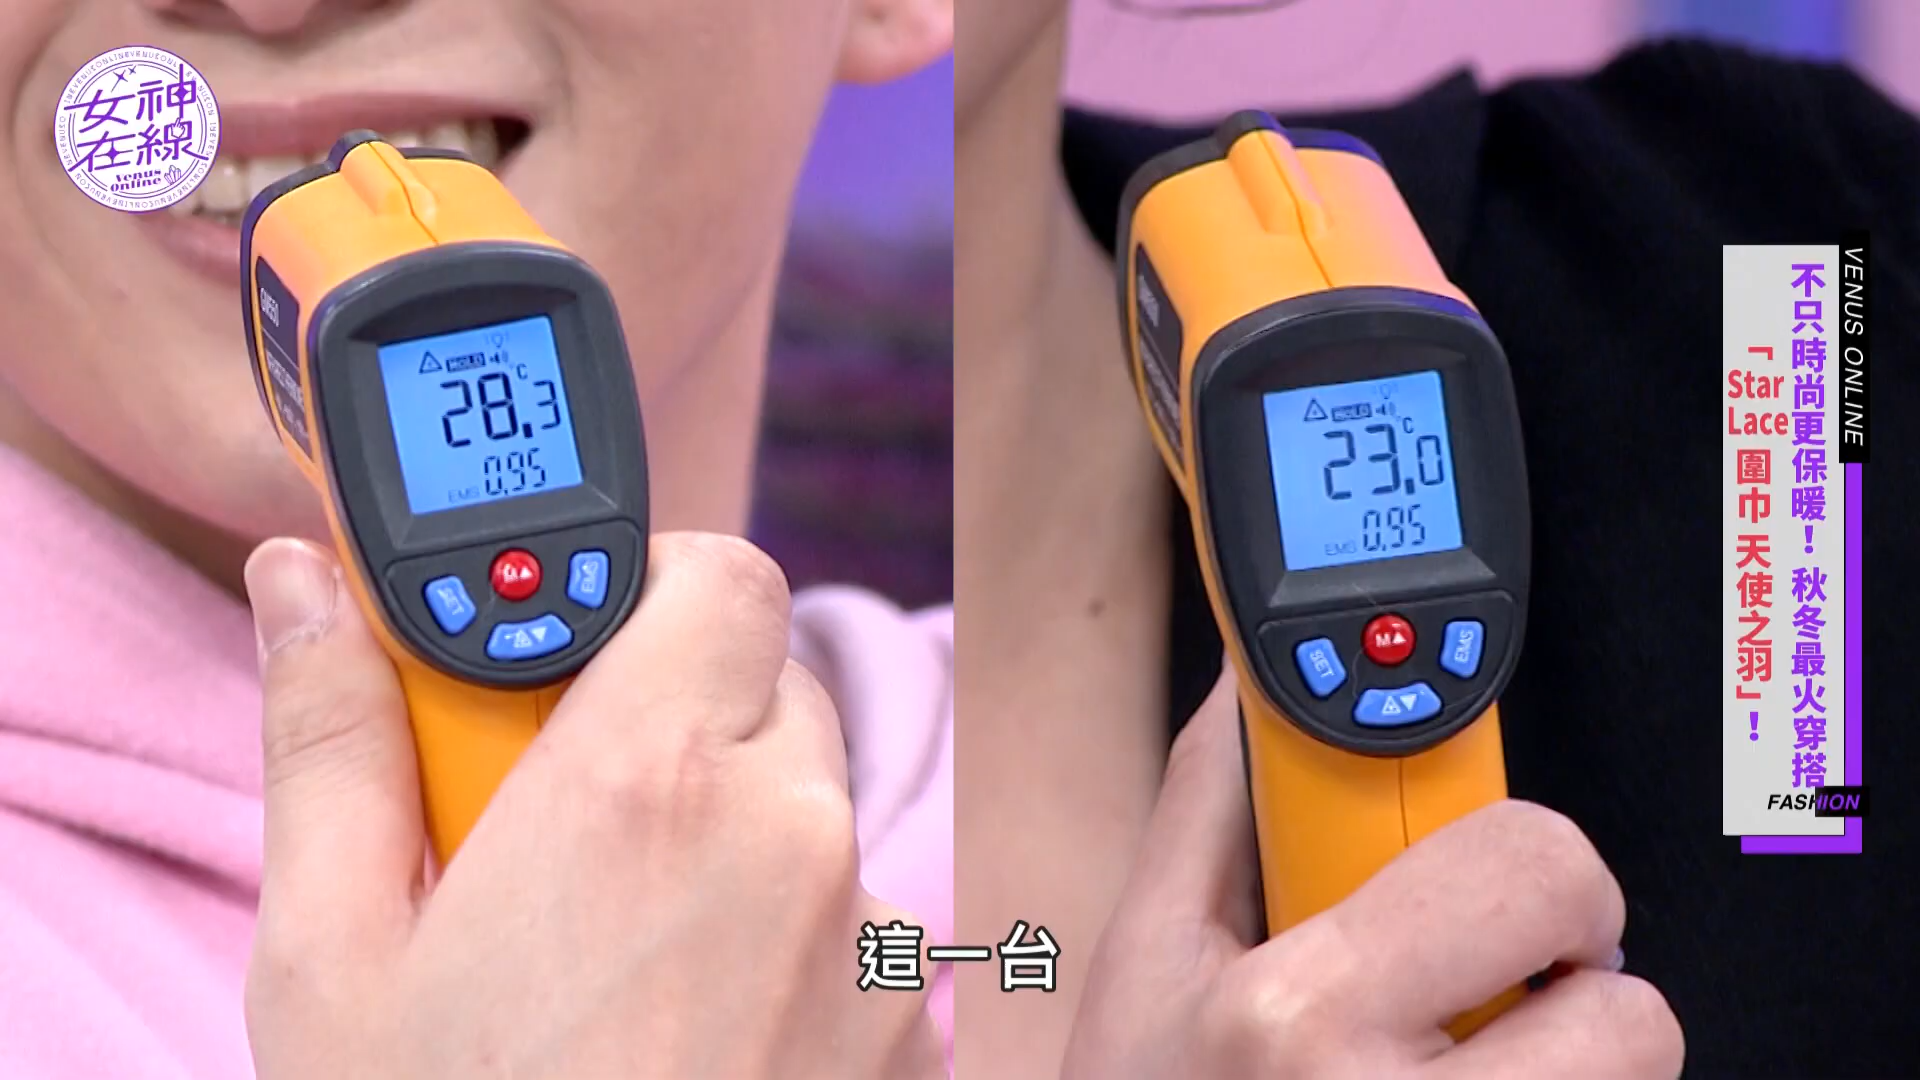 女神
在線
Venus
Online
HOLD
°C
28.3
EMS 0.95
SET
EMS
HOLD
°C
23.0
EMS 0.95
SET
M
EMS
VENUS ONLINE
不只時尚更保暖！秋冬最火穿搭
「Star Lace 圍巾 天使之羽」！
FASHION
這一台